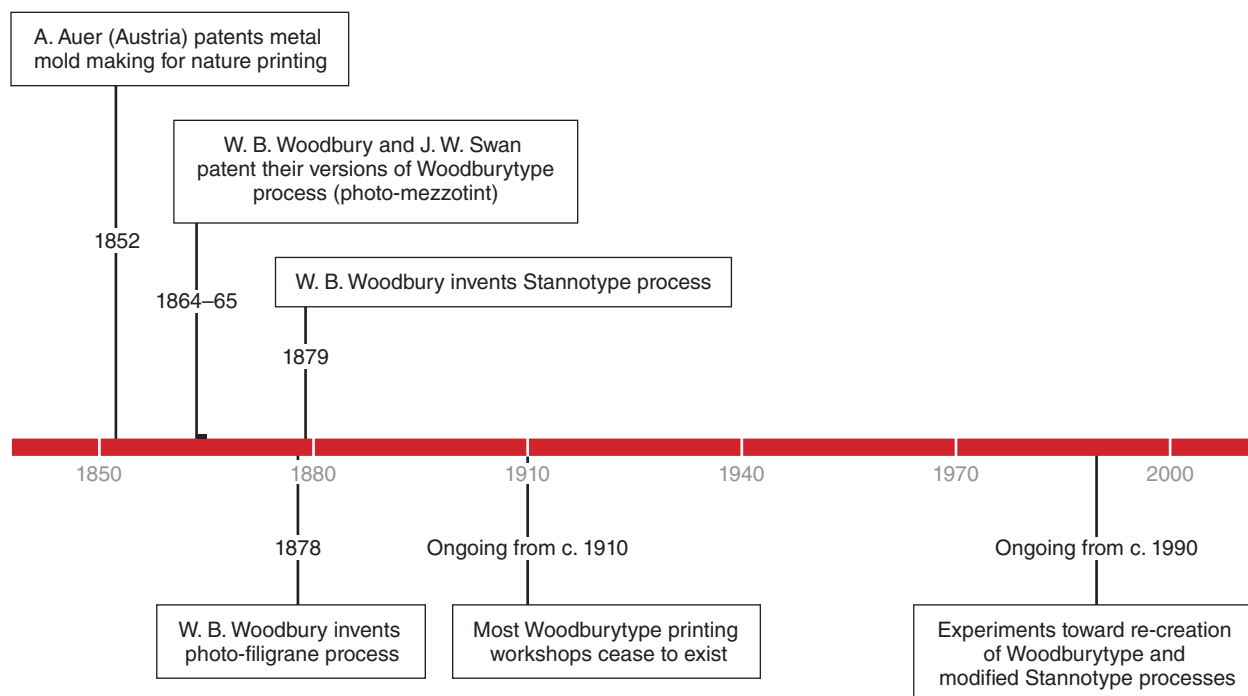 A. Auer (Austria) patents metal
mold making for nature printing
W. B. Woodbury and J. W. Swan
patent their versions of Woodburytype
process (photo-mezzotint)
1852
W. B. Woodbury invents Stannotype process
1864–65
1879
1850
1880
1910
1940
1970
2000
1878
Ongoing from c. 1910
Ongoing from c. 1990
W. B. Woodbury invents
photo-filigrane process
Most Woodburytype printing
workshops cease to exist
Experiments toward re-creation
of Woodburytype and
modified Stannotype processes